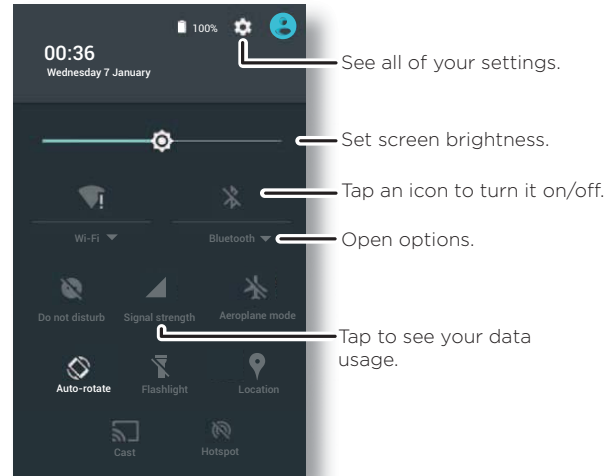 100%
00:36
Wednesday 7 January
See all of your settings.
Set screen brightness.
Tap an icon to turn it on/off.
Wi-Fi
Bluetooth
Open options.
Do not disturb
Signal strength
Aeroplane mode
Tap to see your data
usage.
Auto-rotate
Flashlight
Location
Cast
Hotspot